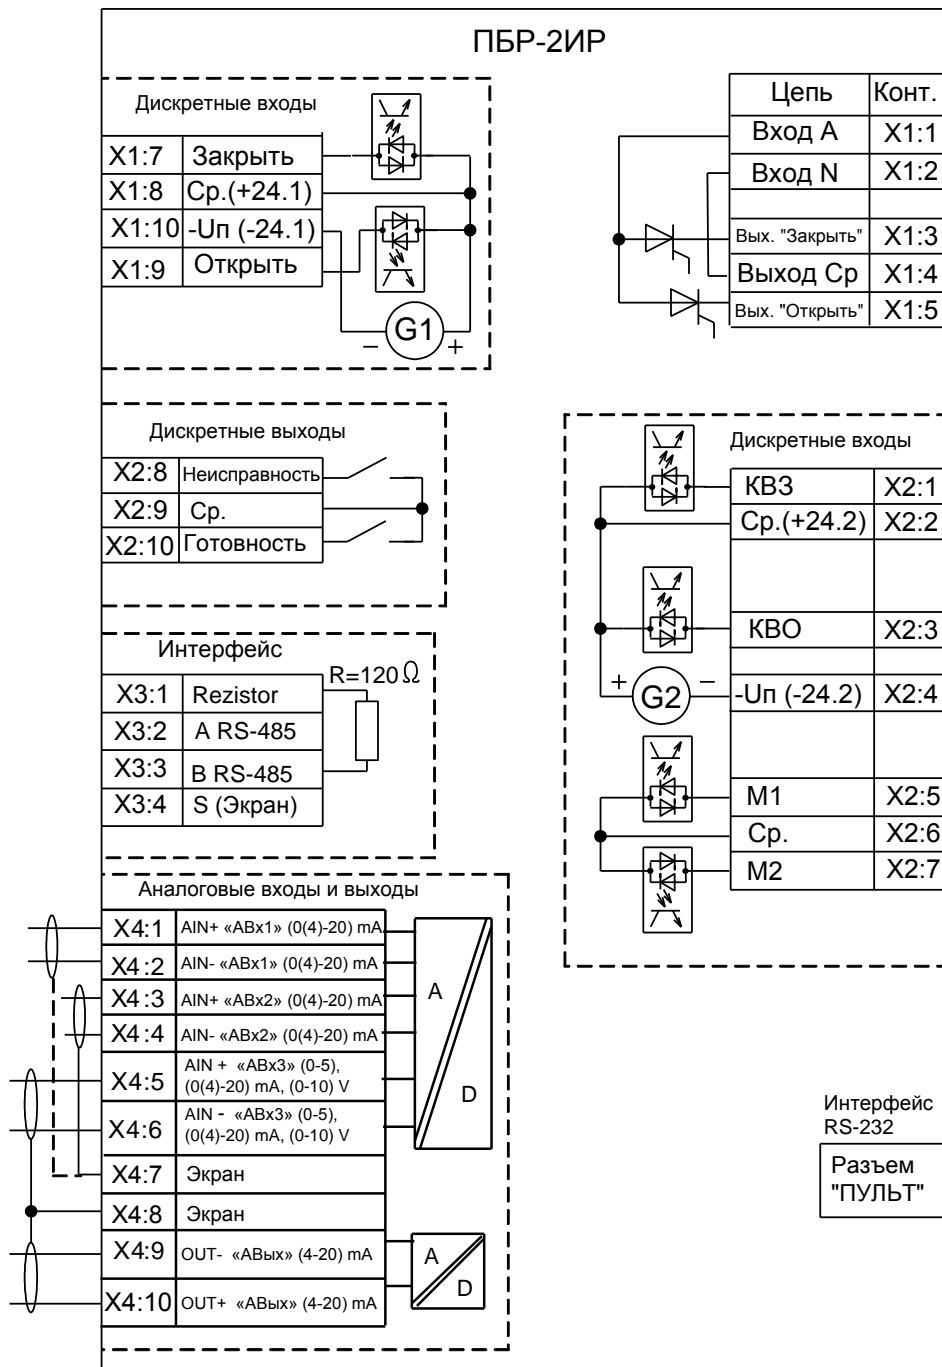 ПБР-2ИР
Дискретные входы
X1:7 Закрыть
X1:8 Ср.(+24.1)
X1:10 -Uп (-24.1)
X1:9 Открыть
G1
− +
Цепь Конт.
Вход А X1:1
Вход N X1:2
Вых. "Закрыть" X1:3
Выход Ср X1:4
Вых. "Открыть" X1:5
Дискретные выходы
X2:8 Неисправность
X2:9 Ср.
X2:10 Готовность
Дискретные входы
КВЗ X2:1
Ср.(+24.2) X2:2
КВО X2:3
+ G2 −
-Uп (-24.2) X2:4
М1 X2:5
Ср. X2:6
М2 X2:7
Интерфейс
R=120 Ω
X3:1 Rezistor
X3:2 A RS-485
X3:3 B RS-485
X3:4 S (Экран)
Аналоговые входы и выходы
X4:1 AIN+ «АВх1» (0(4)-20) mA
X4:2 AIN- «АВх1» (0(4)-20) mA
X4:3 AIN+ «АВх2» (0(4)-20) mA
X4:4 AIN- «АВх2» (0(4)-20) mA
X4:5 AIN + «АВх3» (0-5),
(0(4)-20) mA, (0-10) V
X4:6 AIN - «АВх3» (0-5),
(0(4)-20) mA, (0-10) V
X4:7 Экран
X4:8 Экран
X4:9 OUT- «АВых» (4-20) mA
X4:10 OUT+ «АВых» (4-20) mA
A
D
A
D
Интерфейс
RS-232
Разъем
"ПУЛЬТ"